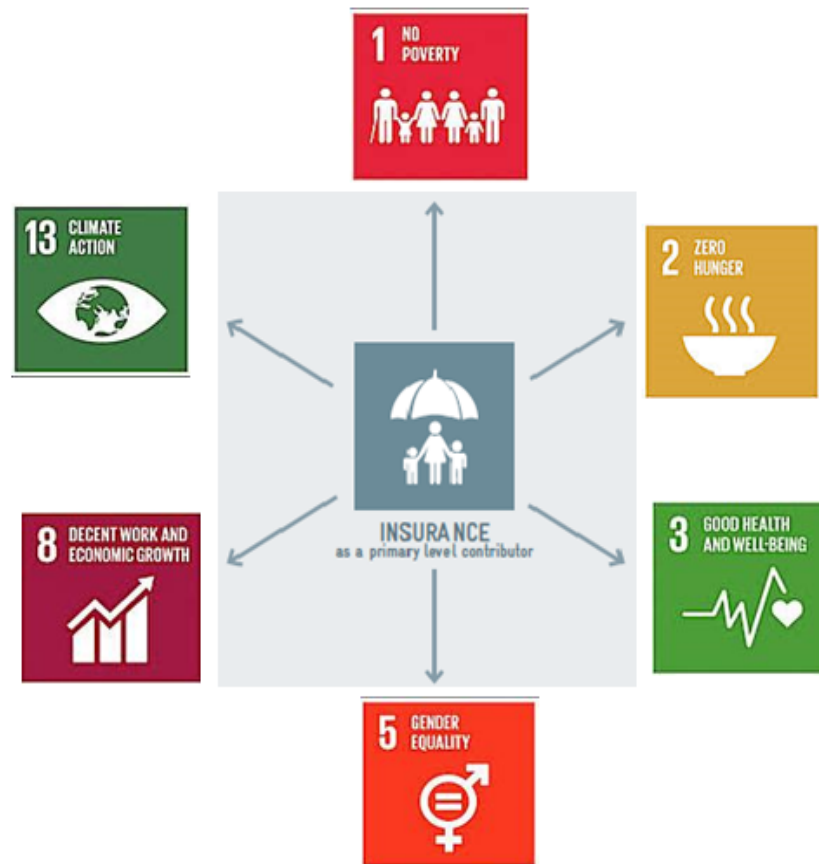 1 NO
POVERTY
13 CLIMATE
ACTION
2 ZERO
HUNGER
INSURANCE
as a primary level contributor
8 DECENT WORK AND
ECONOMIC GROWTH
3 GOOD HEALTH
AND WELL-BEING
5 GENDER
EQUALITY